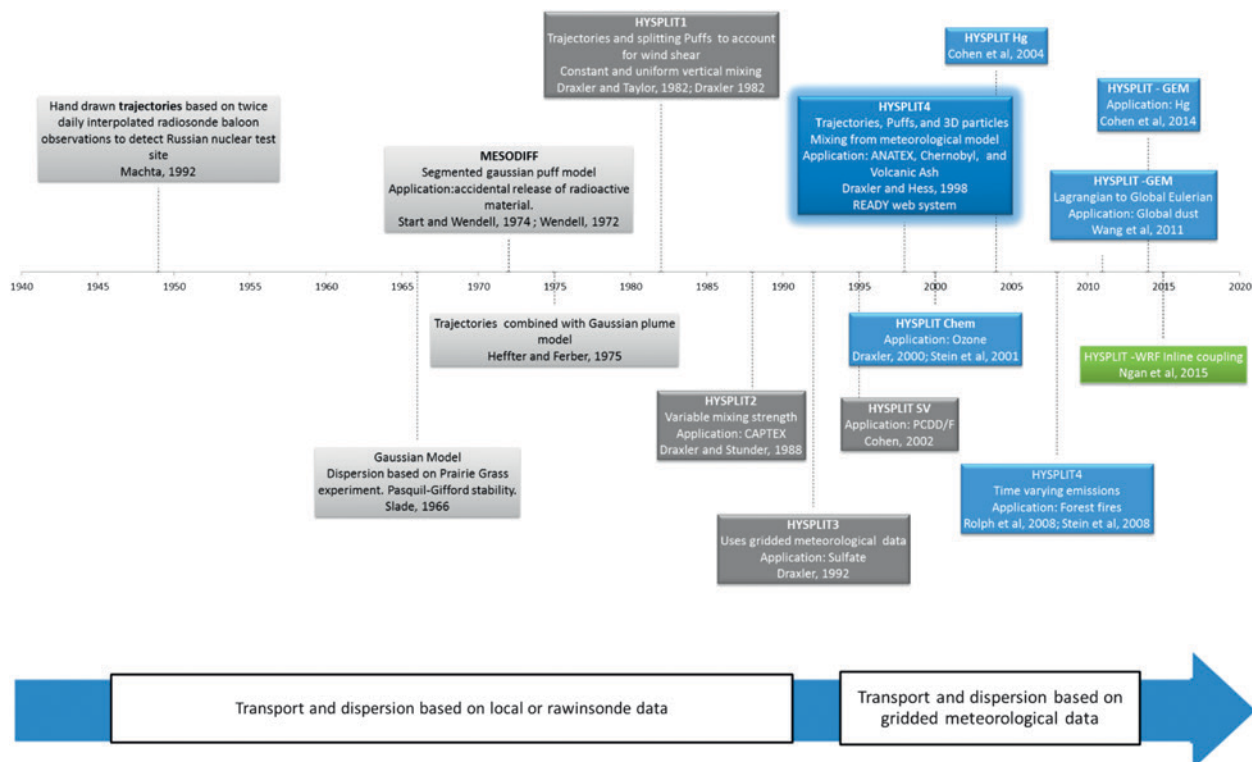 HYSPLIT1
Trajectories and splitting Puffs to account
for wind shear
Constant and uniform vertical mixing
Draxler and Taylor, 1982; Draxler 1982
HYSPLIT Hg
Cohen et al, 2004
Hand drawn trajectories based on twice
daily interpolated radiosonde baloon
observations to detect Russian nuclear test
site
Machta, 1992
MESODIFF
Segmented gaussian puff model
Application:accidental release of radioactive
material.
Start and Wendell, 1974 ; Wendell, 1972
HYSPLIT4
Trajectories, Puffs, and 3D particles
Mixing from meteorological model
Application: ANATEX, Chernobyl, and
Volcanic Ash
Draxler and Hess, 1998
READY web system
HYSPLIT - GEM
Application: Hg
Cohen et al, 2014
HYSPLIT -GEM
Lagrangian to Global Eulerian
Application: Global dust
Wang et al, 2011
1940 1945 1950 1955 1960 1965 1970 1975 1980 1985 1990 1995 2000 2005 2010 2015 2020
Trajectories combined with Gaussian plume
model
Heffter and Ferber, 1975
HYSPLIT Chem
Application: Ozone
Draxler, 2000; Stein et al, 2001
HYSPLIT -WRF Inline coupling
Ngan et al, 2015
HYSPLIT2
Variable mixing strength
Application: CAPTEX
Draxler and Stunder, 1988
HYSPLIT SV
Application: PCDD/F
Cohen, 2002
Gaussian Model
Dispersion based on Prairie Grass
experiment. Pasquil-Gifford stability.
Slade, 1966
HYSPLIT4
Time varying emissions
Application: Forest fires
Rolph et al, 2008; Stein et al, 2008
HYSPLIT3
Uses gridded meteorological data
Application: Sulfate
Draxler, 1992
Transport and dispersion based on local or rawinsonde data
Transport and dispersion based on
gridded meteorological data